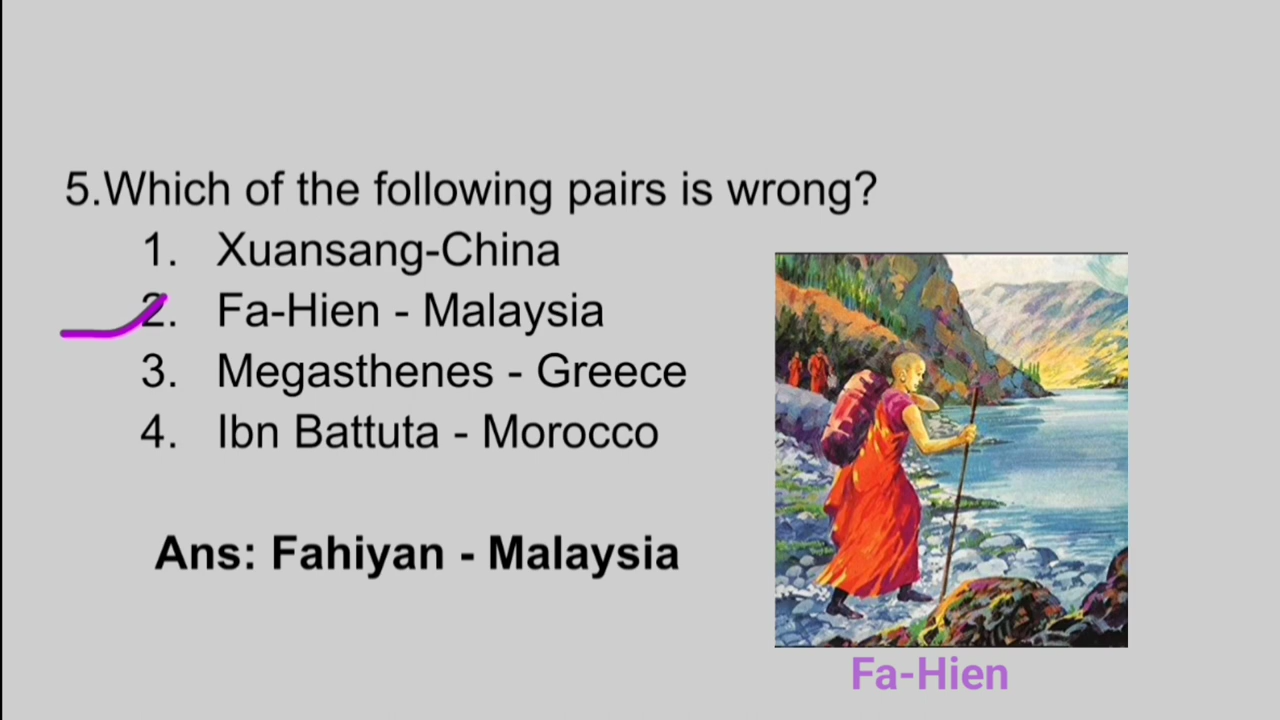 5.Which of the following pairs is wrong?
1. Xuansang-China
2. Fa-Hien - Malaysia
3. Megasthenes - Greece
4. Ibn Battuta - Morocco
Ans: Fahiyan - Malaysia
Fa-Hien